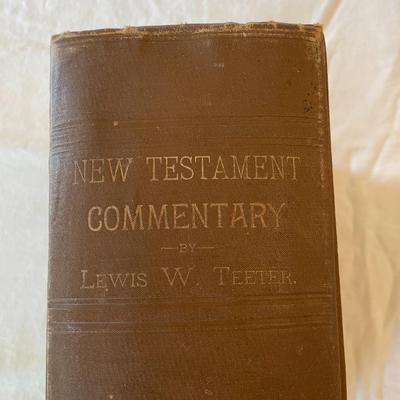 NEW TESTAMENT
COMMENTARY
—BY—
LEWIS W. TEETER.